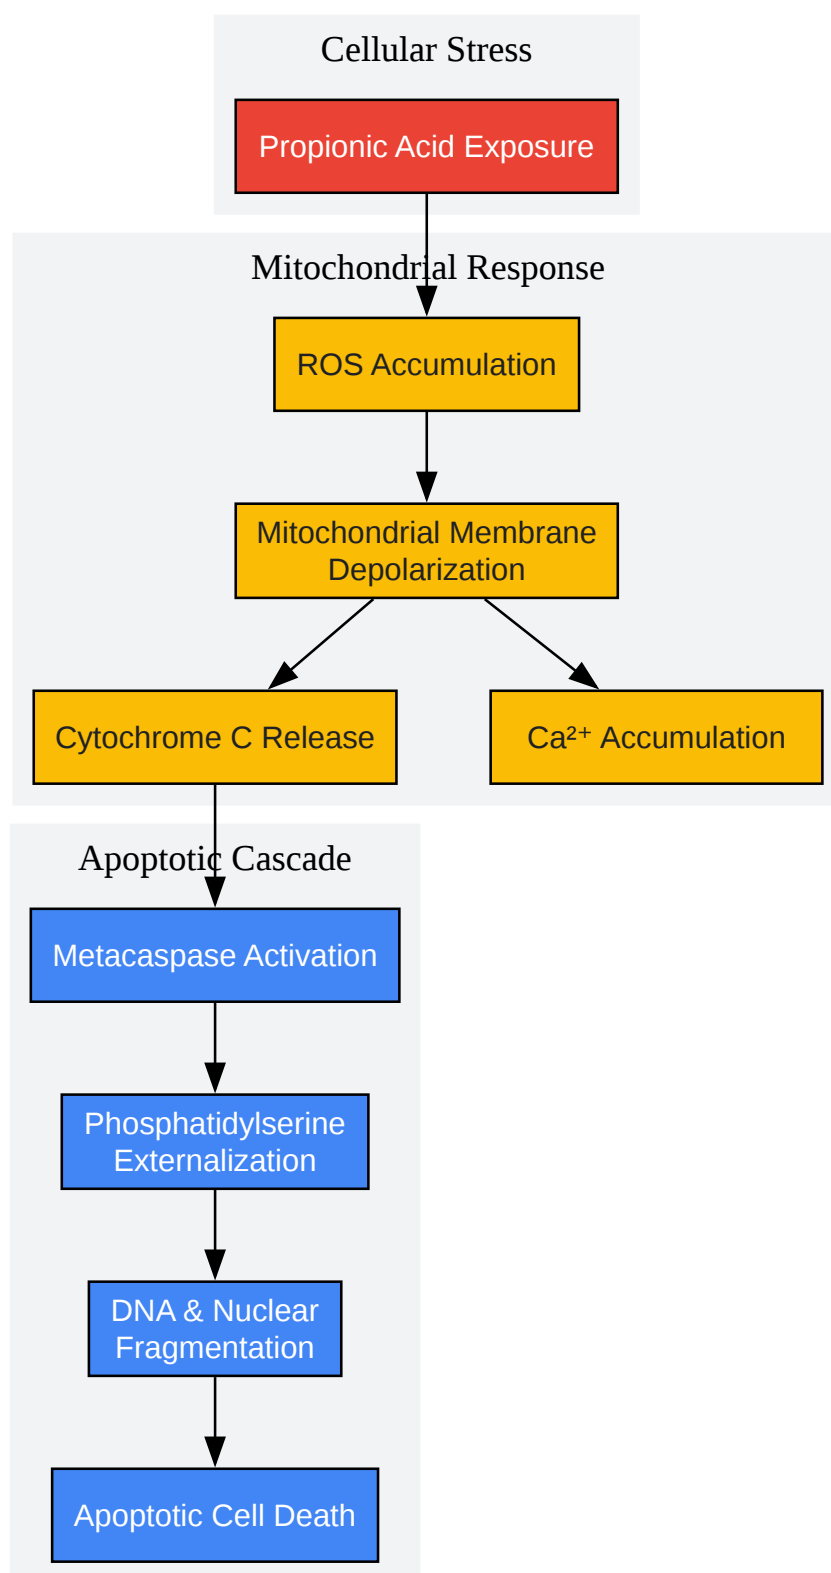 Cellular Stress
Propionic Acid Exposure
Mitochondrial Response
ROS Accumulation
Mitochondrial Membrane
Depolarization
Cytochrome C Release
Ca²⁺ Accumulation
Apoptotic Cascade
Metacaspase Activation
Phosphatidylserine
Externalization
DNA & Nuclear
Fragmentation
Apoptotic Cell Death